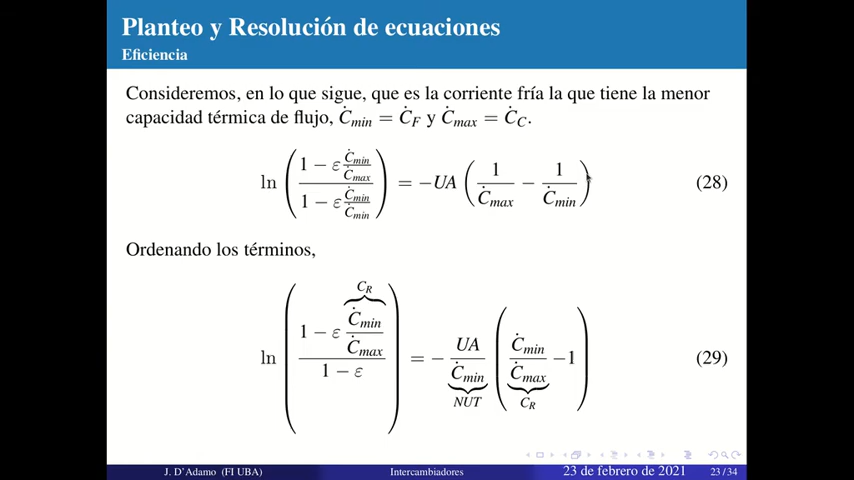 Planteo y Resolución de ecuaciones
Eficiencia
Consideremos, en lo que sigue, que es la corriente fría la que tiene la menor
capacidad térmica de flujo, Ċ_min = Ċ_F y Ċ_max = Ċ_C.
ln ( (1 − ε Ċ_min/Ċ_max) / (1 − ε Ċ_min/Ċ_min) ) = −UA ( 1/Ċ_max − 1/Ċ_min ) (28)
Ordenando los términos,
ln ( (1 − ε Ċ_min/Ċ_max [C_R]) / (1 − ε) ) = − UA/Ċ_min [NUT] ( Ċ_min/Ċ_max [C_R] −1 ) (29)
J. D'Adamo (FI UBA) Intercambiadores 23 de febrero de 2021 23 / 34